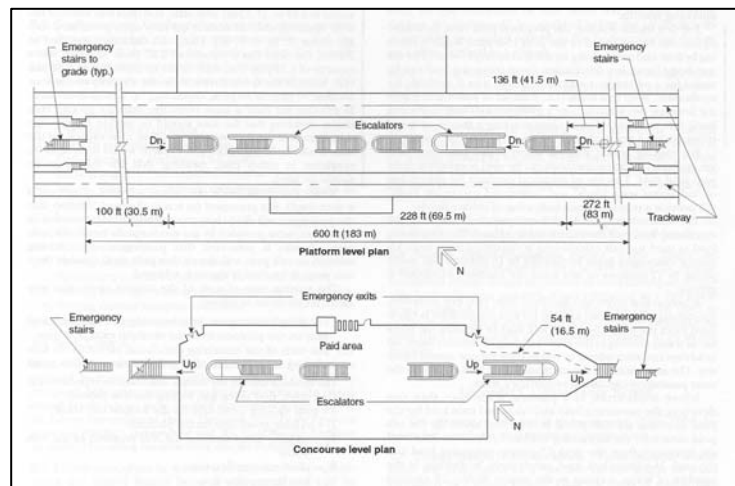 Emergency
stairs to
grade (typ.)
Emergency
stairs
136 ft (41.5 m)
Escalators
Dn.
Dn.
Dn.
100 ft (30.5 m)
228 ft (69.5 m)
272 ft
(83 m)
Trackway
600 ft (183 m)
Platform level plan
N
Emergency exits
Emergency
stairs
54 ft
(16.5 m)
Emergency
stairs
Paid area
Up
Up
Up
Escalators
N
Concourse level plan